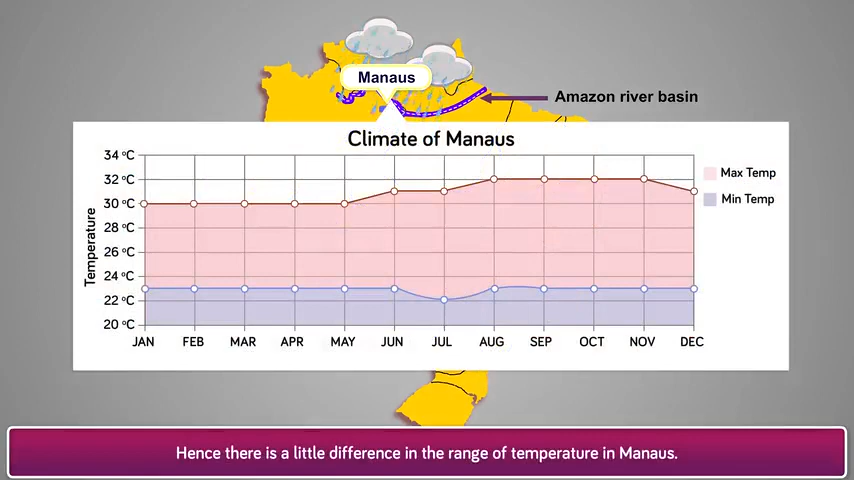 Manaus
Amazon river basin
Climate of Manaus
34 °C
32 °C
30 °C
28 °C
26 °C
24 °C
22 °C
20 °C
Temperature
JAN FEB MAR APR MAY JUN JUL AUG SEP OCT NOV DEC
Max Temp
Min Temp
Hence there is a little difference in the range of temperature in Manaus.